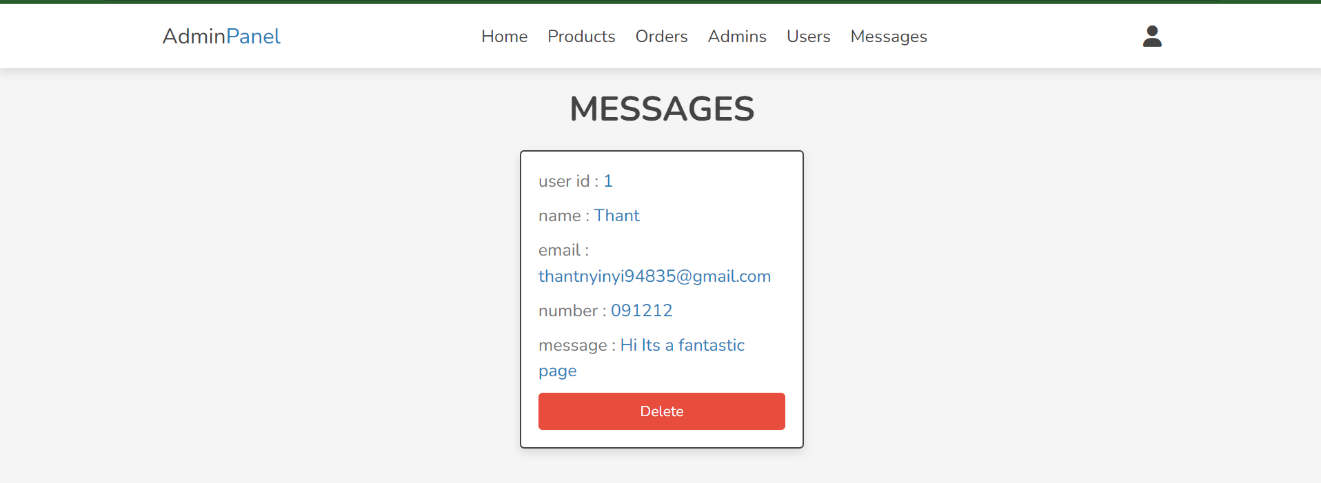 AdminPanel Home Products Orders Admins Users Messages
MESSAGES
user id : 1
name : Thant
email :
thantnyinyi94835@gmail.com
number : 091212
message : Hi Its a fantastic
page
Delete